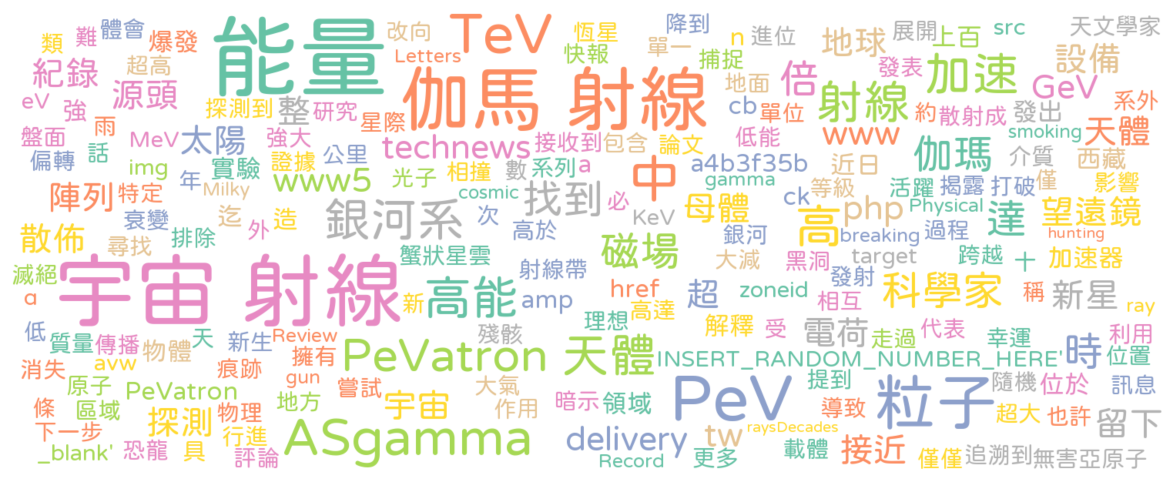 類 難 體會 爆發 能量 改向 TeV 恆星 降到 n 進位 地球 展開 上百 src 天文學家
紀錄 超高 源頭 Letters 伽馬 射線 快報 單一 捕捉 倍 設備 發表 加速 GeV
eV 強 雨 探測到 整 研究 星際 地面 cb 單位 射線 約 散射成 發出 系外
盤面 MeV 太陽 強大 technews 接收到 包含 論文 低能 www 伽瑪 smoking 天體
偏轉 話 img 實驗 證據 公里 www5 光子 相撞 數 系列 a 中 a4b3f35b 近日 介質 僅 西藏
陣列 特定 年 Milky 銀河系 cosmic 找到 必 KeV 母體 gamma ck 等級 活躍 揭露 打破 影響
散佈 衰變 迄 外 造 次 高於 磁場 銀河 php 高 Physical 達 望遠鏡
尋找 排除 蟹狀星雲 大減 黑洞 breaking 過程 hunting
滅絕 宇宙 射線 高能 射線帶 超 zoneid target 發射 跨越 十 加速器
a 新 amp href 高達 相互 科學家 稱 新星 ray
低 質量 傳播 天 新生 Review 殘骸 理想 解釋 受 電荷 走過 代表 幸運 利用
消失 avw 物體 痕跡 擁有 PeVatron 天體 INSERT_RANDOM_NUMBER_HERE' 時 位置
原子 PeVatron gun 嘗試 大氣 PeV 提到 粒子 隨機 位於 訊息
條 區域 探測 物理 地方 宇宙 作用 暗示 領域 導致 超大 也許 留下
下一步 行進 ASgamma delivery tw raysDecades
_blank' 恐龍 具 評論 Record 更多 載體 接近 僅僅 追溯到 無害亞原子